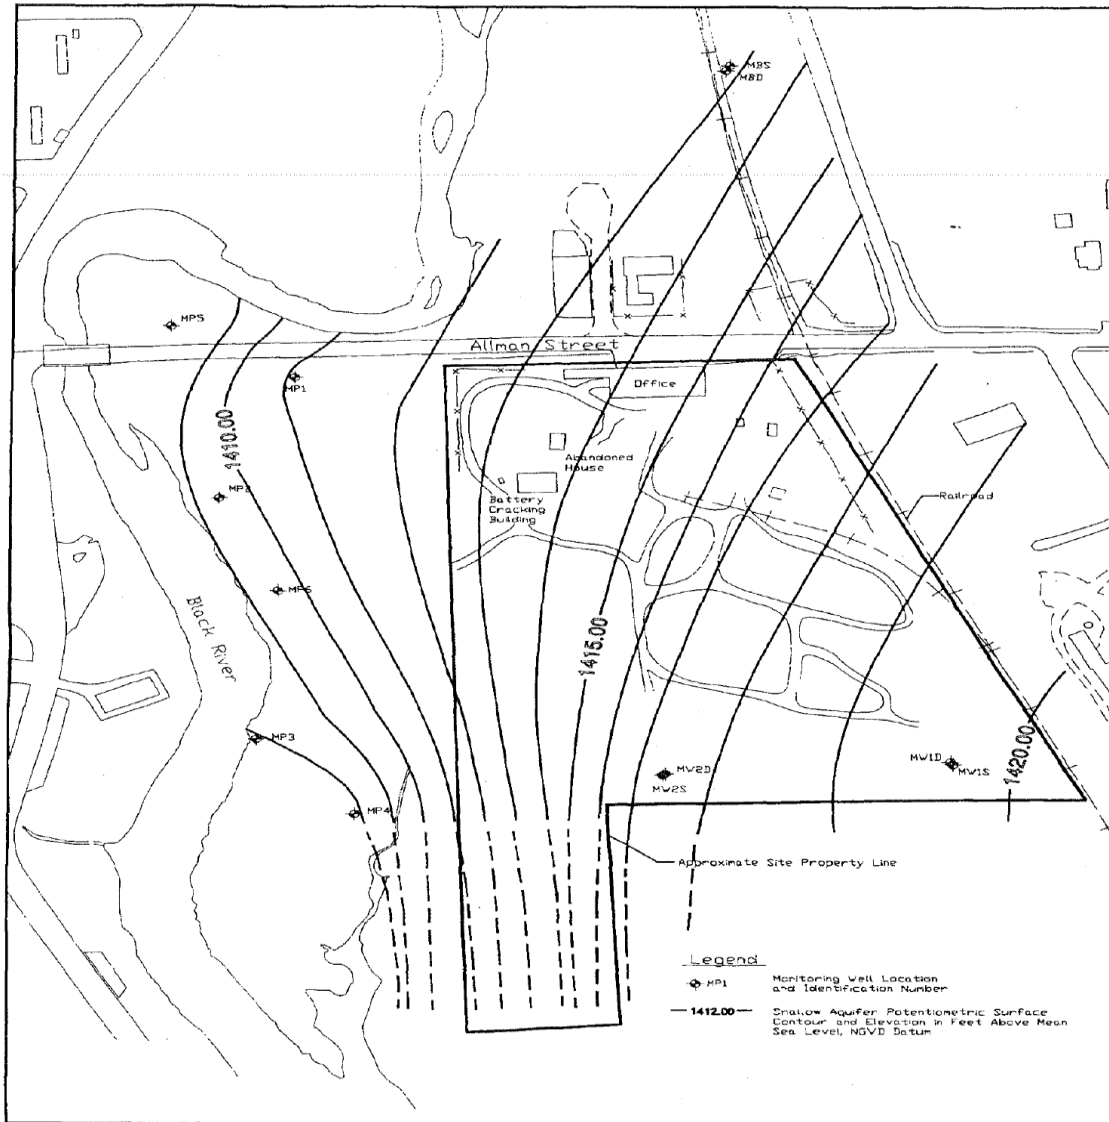 MBS
MBD
MP5
Allman Street
MP1
Office
1410.00
Abandoned
House
MP2
Battery
Cracking
Building
Railroad
MP6
Black River
1415.00
MP3
MW2D
MW2S
MW1D
MW1S
1420.00
MP4
Approximate Site Property Line
Legend
MP1
Monitoring Well Location
and Identification Number
1412.00
Shallow Aquifer Potentiometric Surface
Contour and Elevation in Feet Above Mean
Sea Level, NGVD Datum